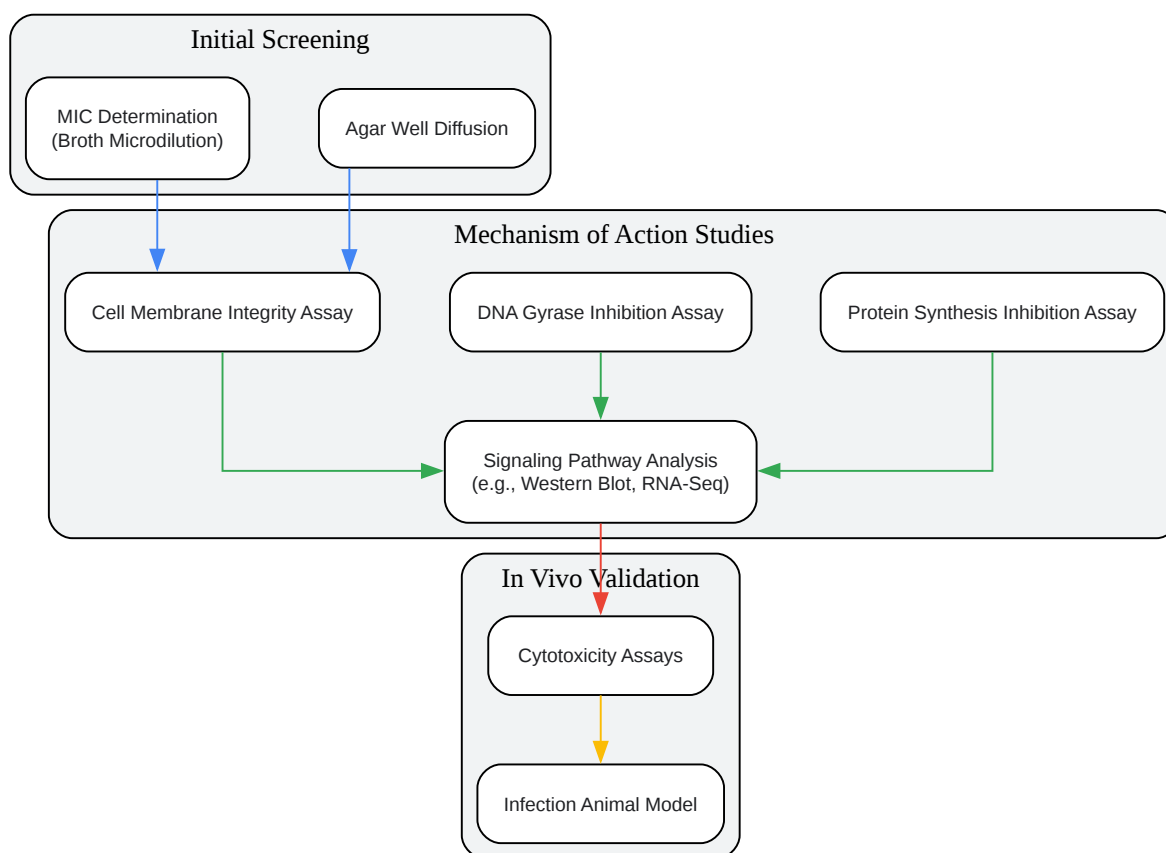 Initial Screening
MIC Determination
(Broth Microdilution)
Agar Well Diffusion
Mechanism of Action Studies
Cell Membrane Integrity Assay
DNA Gyrase Inhibition Assay
Protein Synthesis Inhibition Assay
Signaling Pathway Analysis
(e.g., Western Blot, RNA-Seq)
In Vivo Validation
Cytotoxicity Assays
Infection Animal Model